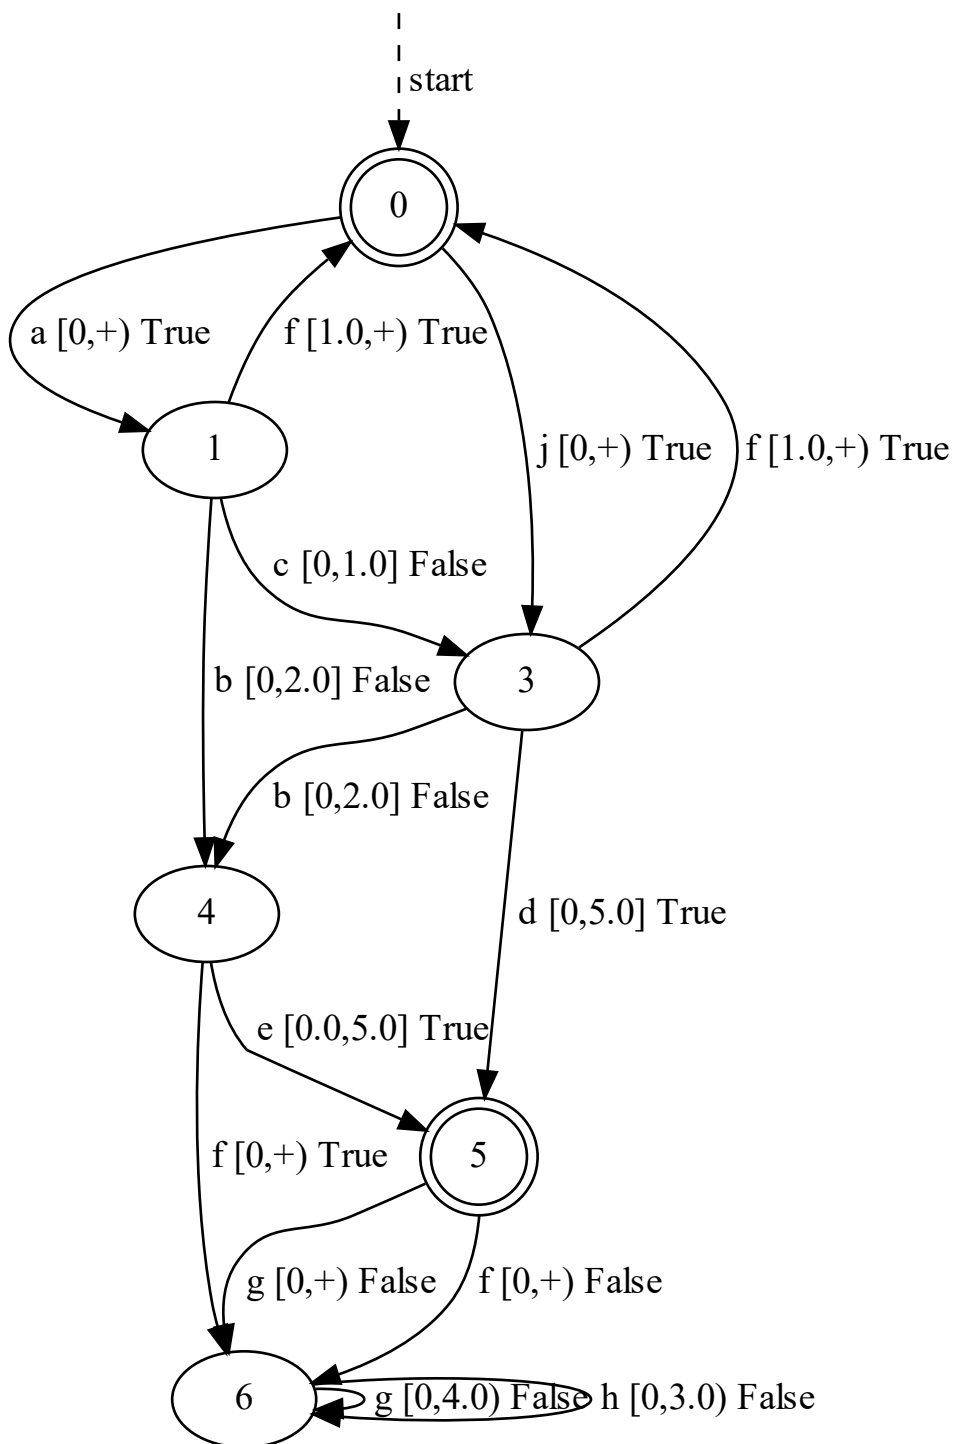 start
0
a [0,+) True
f [1.0,+) True
1
j [0,+) True
f [1.0,+) True
c [0,1.0] False
b [0,2.0] False
3
b [0,2.0] False
4
d [0,5.0] True
e [0.0,5.0] True
f [0,+) True
5
g [0,+) False
f [0,+) False
6
g [0,4.0) False
h [0,3.0) False